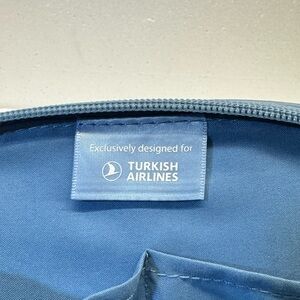 Exclusively designed for
TURKISH
AIRLINES